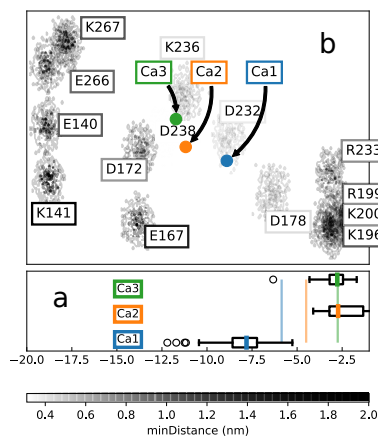 K267
K236
b
Ca3
Ca2
Ca1
E266
D232
E140
D238
R233
D172
R199
K141
K200
D178
E167
K196
a
Ca3
Ca2
Ca1
−20.0 −17.5 −15.0 −12.5 −10.0 −7.5 −5.0 −2.5
0.4 0.6 0.8 1.0 1.2 1.4 1.6 1.8 2.0
minDistance (nm)